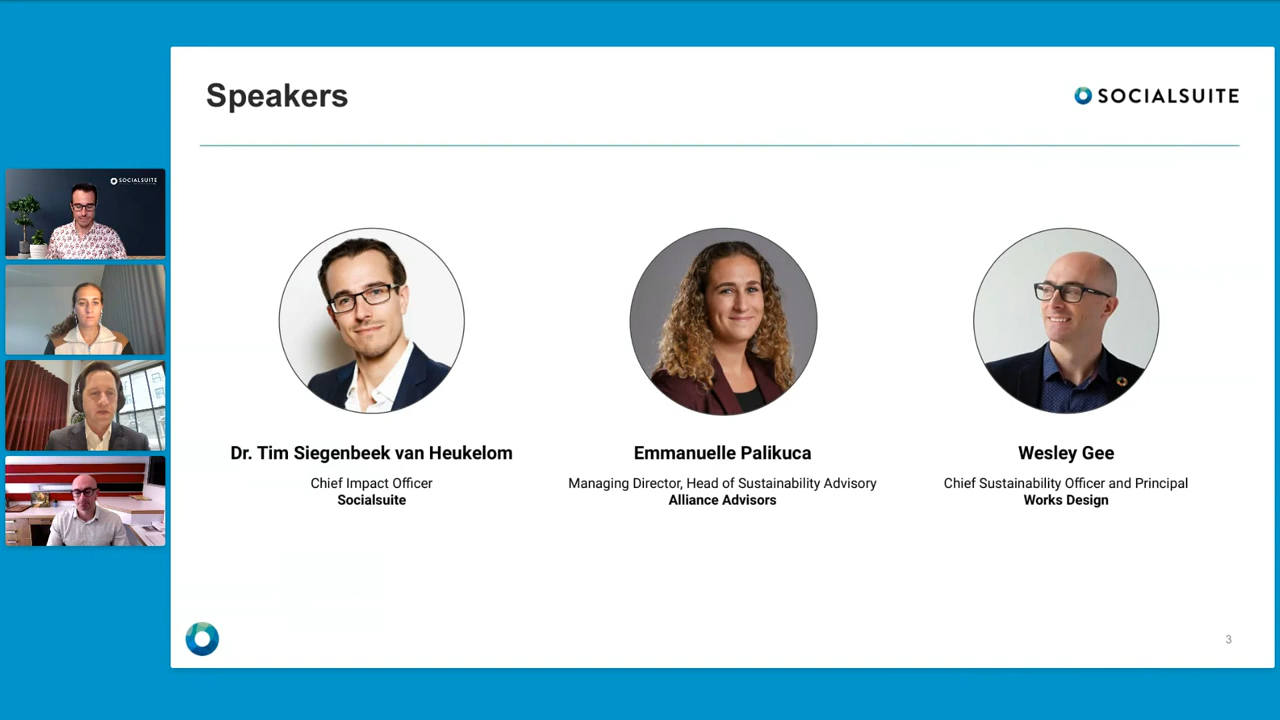 Speakers
SOCIALSUITE
SOCIALSUITE
Dr. Tim Siegenbeek van Heukelom
Chief Impact Officer
Socialsuite
Emmanuelle Palikuca
Managing Director, Head of Sustainability Advisory
Alliance Advisors
Wesley Gee
Chief Sustainability Officer and Principal
Works Design
3